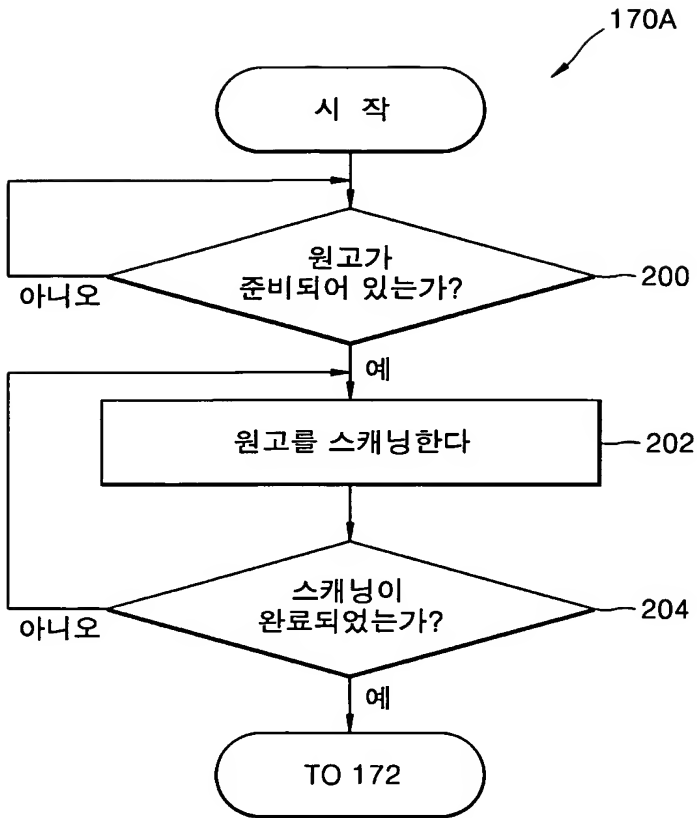 170A
시 작
원고가
준비되어 있는가?
200
아니오
예
원고를 스캐닝한다
202
스캐닝이
완료되었는가?
204
아니오
예
TO 172